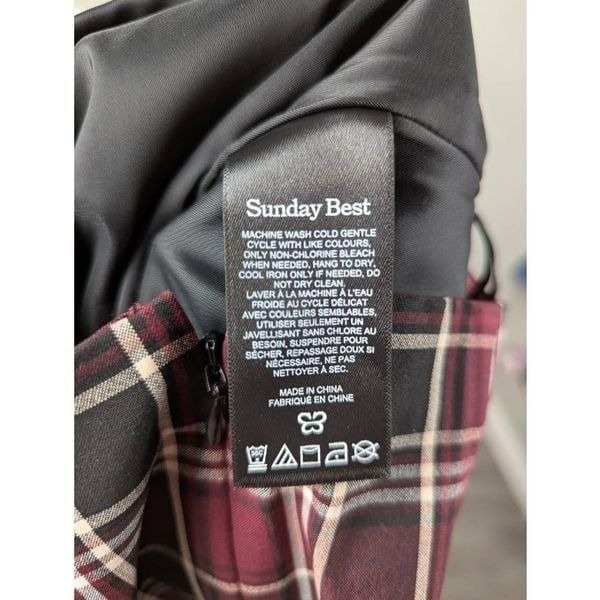 Sunday Best
MACHINE WASH COLD GENTLE
CYCLE WITH LIKE COLOURS,
ONLY NON-CHLORINE BLEACH
WHEN NEEDED, HANG TO DRY,
COOL IRON ONLY IF NEEDED, DO
NOT DRY CLEAN.
LAVER À LA MACHINE À L'EAU
FROIDE AU CYCLE DÉLICAT
AVEC COULEURS SEMBLABLES,
UTILISER SEULEMENT UN
JAVELLISANT SANS CHLORE AU
BESOIN, SUSPENDRE POUR
SÉCHER, REPASSAGE DOUX SI
NÉCESSAIRE, NE PAS
NETTOYER À SEC.
MADE IN CHINA
FABRIQUÉ EN CHINE